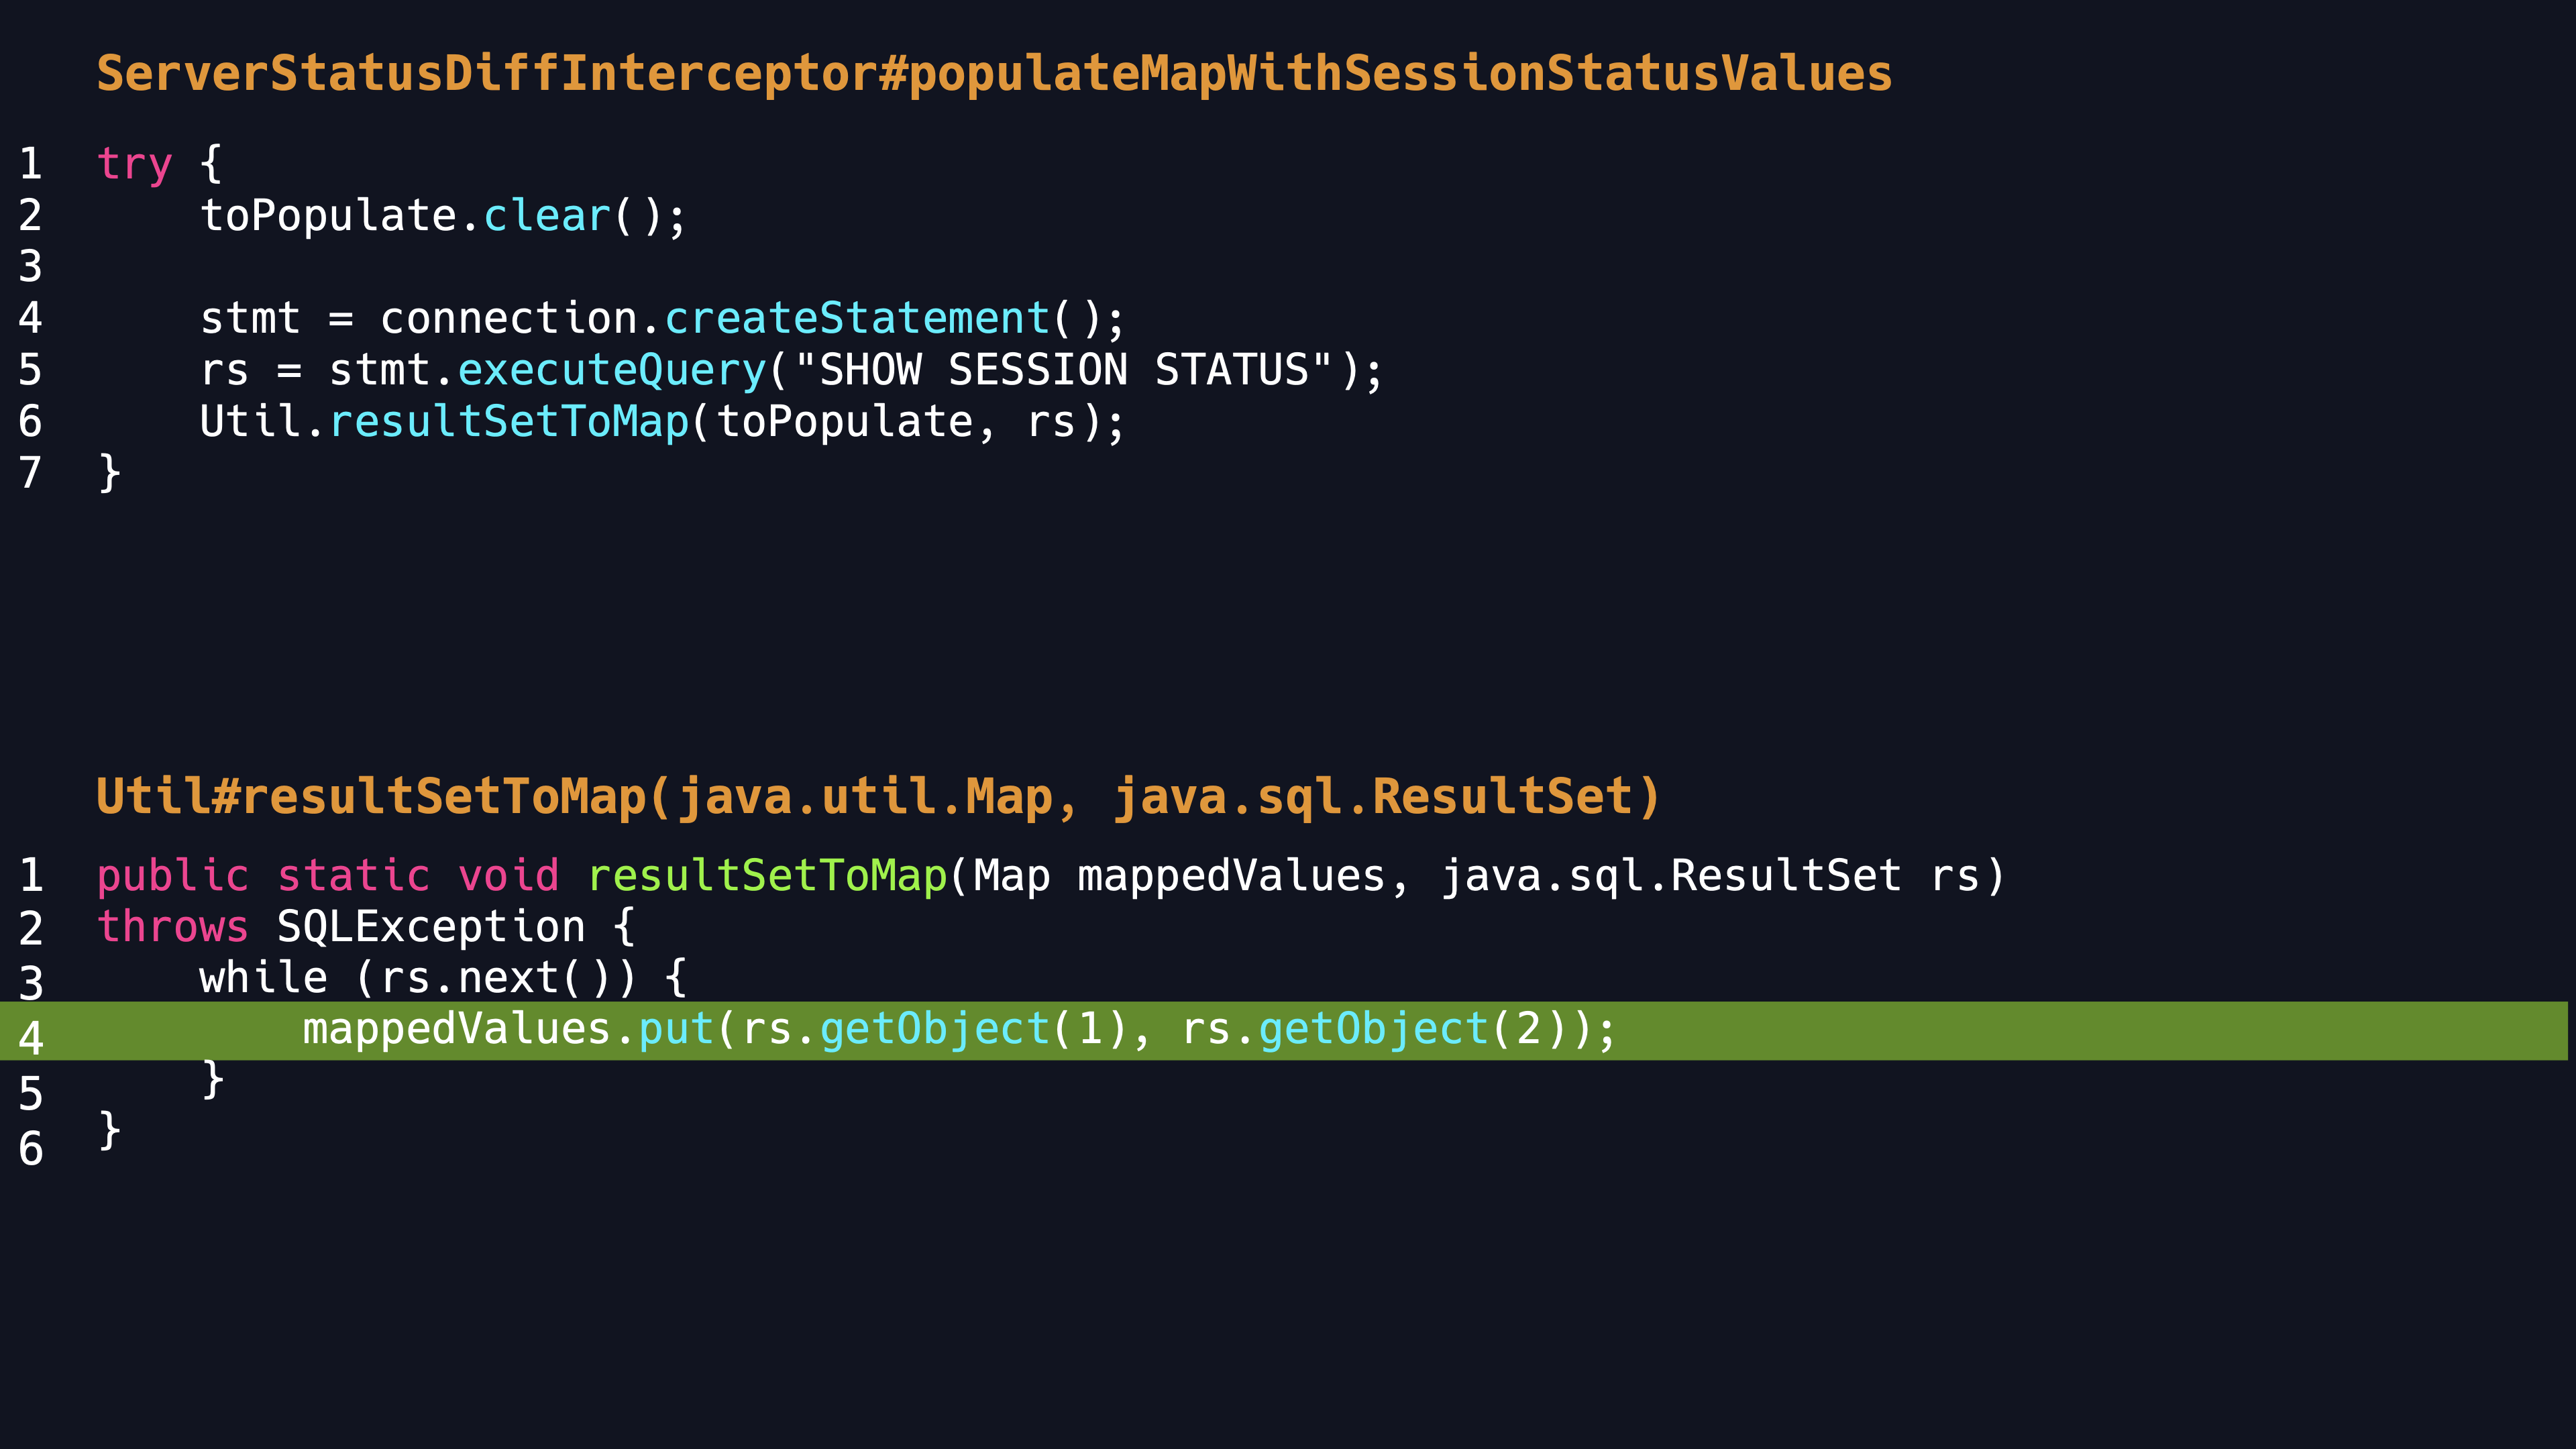 ServerStatusDiffInterceptor#populateMapWithSessionStatusValues
1 try {
2     toPopulate.clear();
3
4     stmt = connection.createStatement();
5     rs = stmt.executeQuery("SHOW SESSION STATUS");
6     Util.resultSetToMap(toPopulate, rs);
7 }
Util#resultSetToMap(java.util.Map, java.sql.ResultSet)
1 public static void resultSetToMap(Map mappedValues, java.sql.ResultSet rs)
2 throws SQLException {
3     while (rs.next()) {
4         mappedValues.put(rs.getObject(1), rs.getObject(2));
5     }
6 }